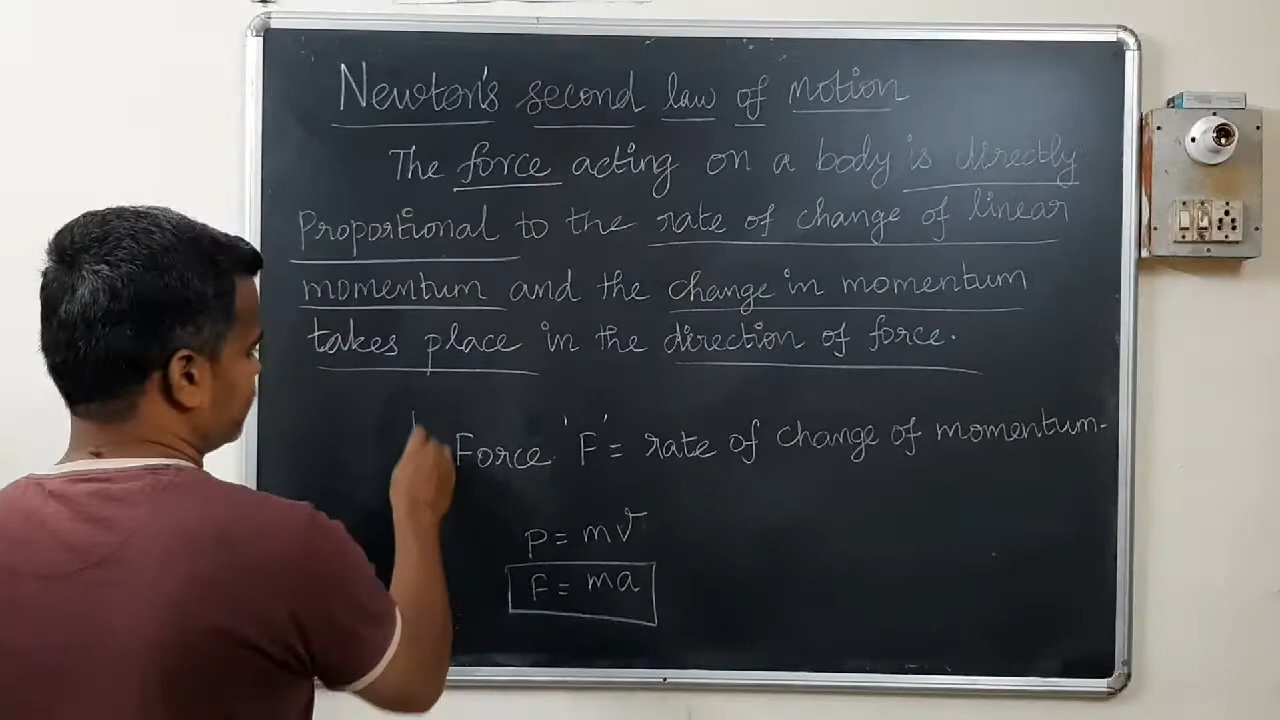 Newton's second law of motion
The force acting on a body is directly
Proportional to the rate of change of linear
momentum and the change in momentum
takes place in the direction of force.
Force 'F' = rate of change of momentum.
P = mv
F = ma